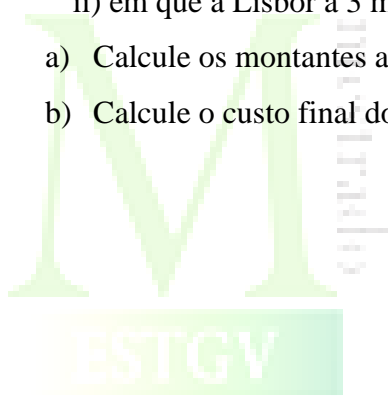 ii) em que a Lisbor a 3 m
a) Calcule os montantes a
b) Calcule o custo final do
M
ESTGV